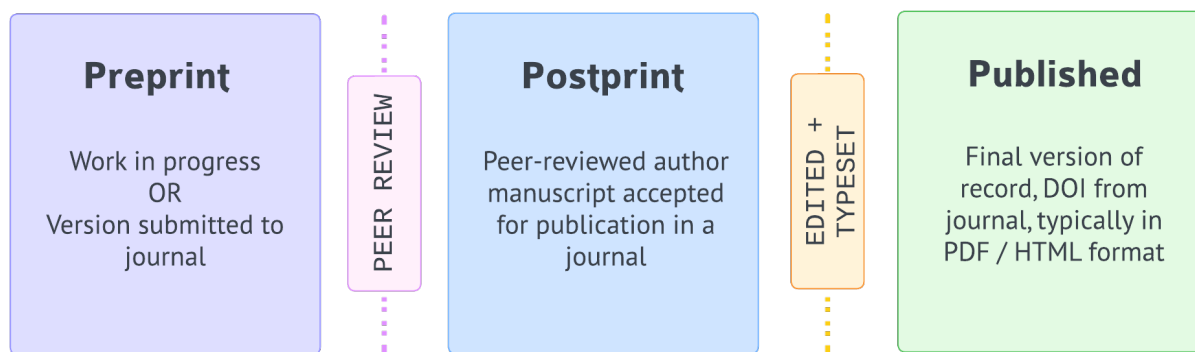 Preprint
Work in progress
OR
Version submitted to
journal
PEER REVIEW
Postprint
Peer-reviewed author
manuscript accepted
for publication in a
journal
EDITED +
TYPESET
Published
Final version of
record, DOI from
journal, typically in
PDF / HTML format